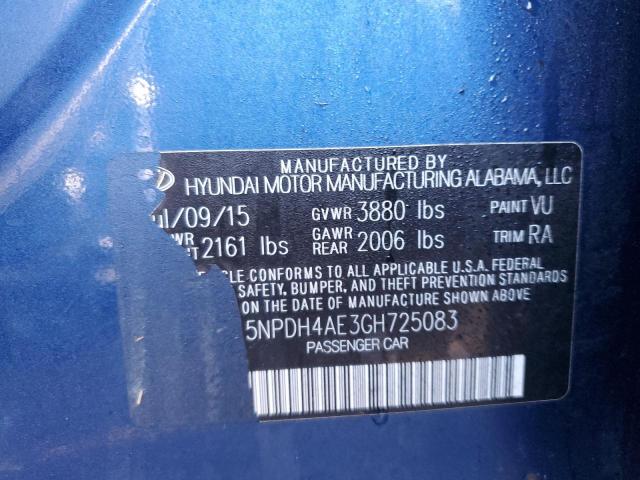 MANUFACTURED BY
HYUNDAI MOTOR MANUFACTURING ALABAMA, LLC
Jul/09/15 GVWR 3880 lbs PAINT VU
2161 lbs GAWR REAR 2006 lbs TRIM RA
CONFORMS TO ALL APPLICABLE U.S.A. FEDERAL
SAFETY, BUMPER, AND THEFT PREVENTION STANDARDS
ON THE DATE OF MANUFACTURE SHOWN ABOVE
5NPDH4AE3GH725083
PASSENGER CAR